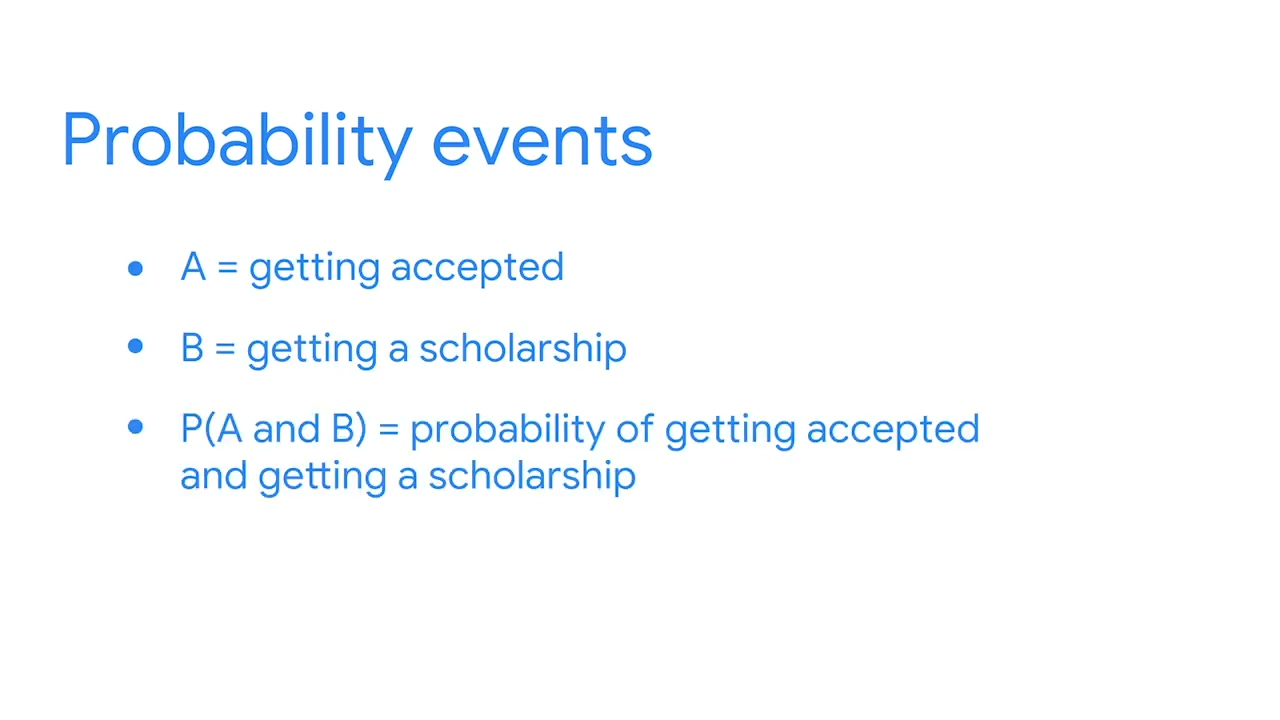 Probability events
• A = getting accepted
• B = getting a scholarship
• P(A and B) = probability of getting accepted
and getting a scholarship